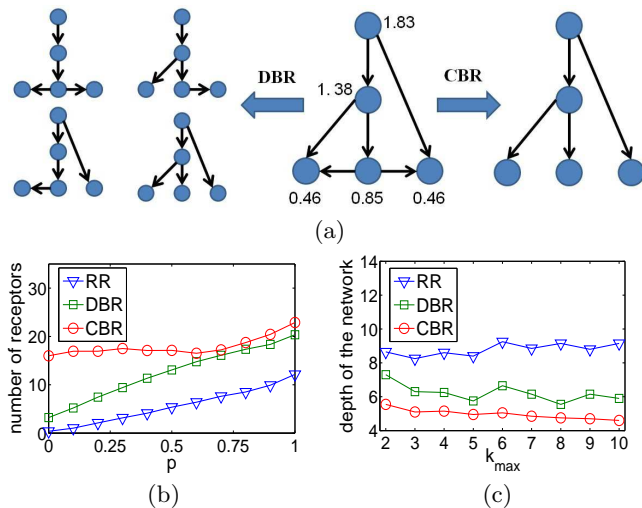 1.83
DBR
CBR
1.38
0.46
0.85
0.46
(a)
number of receptors
30
20
10
0
RR
DBR
CBR
0 0.25 0.5 0.75 1
p
(b)
depth of the network
14
12
10
8
6
4
RR
DBR
CBR
2 3 4 5 6 7 8 9 10
k_max
(c)